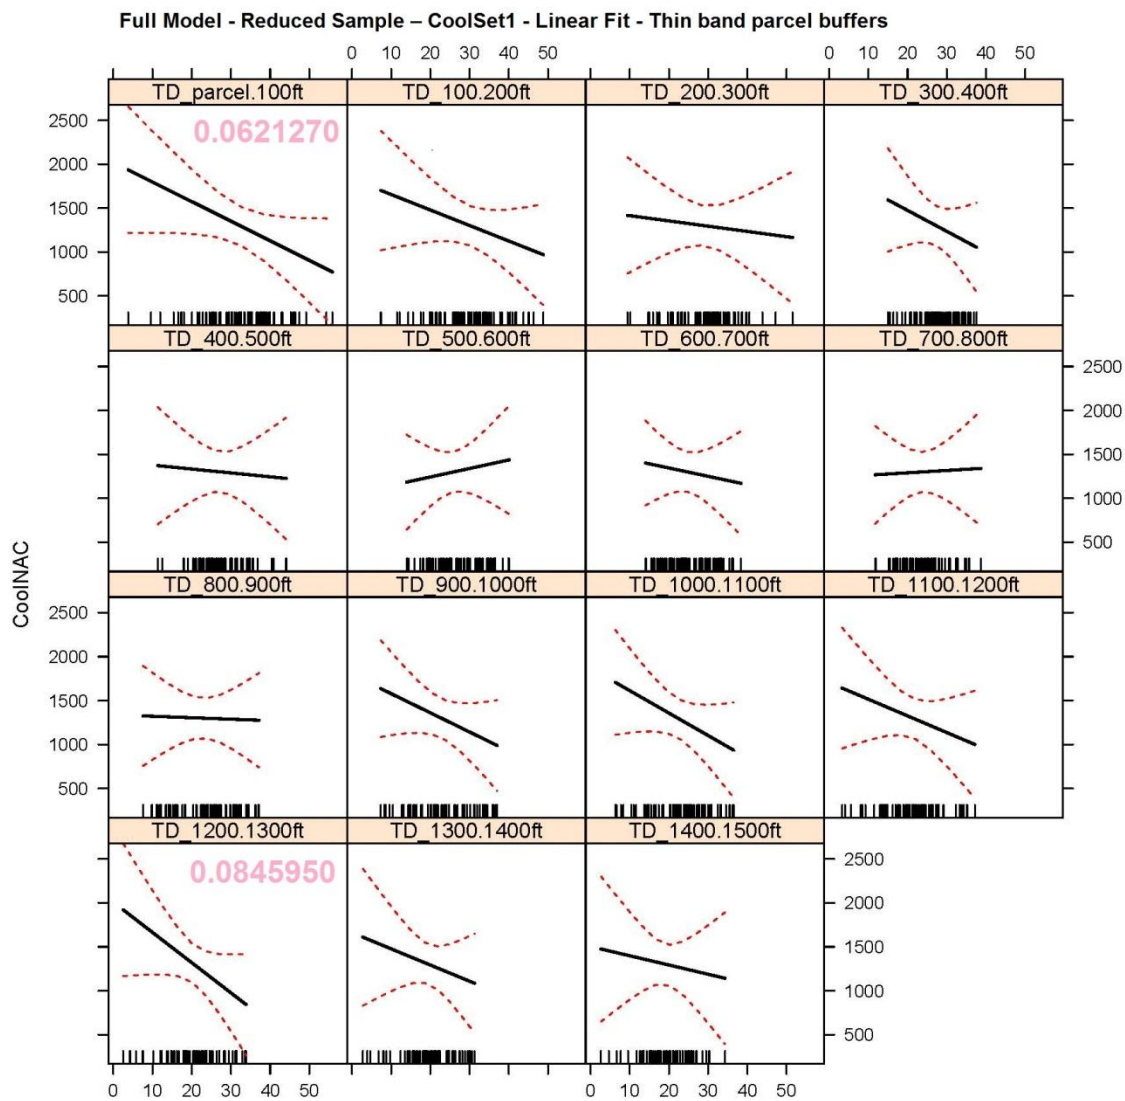 Full Model - Reduced Sample – CoolSet1 - Linear Fit - Thin band parcel buffers
0 10 20 30 40 50 0 10 20 30 40 50
TD_parcel.100ft TD_100.200ft TD_200.300ft TD_300.400ft
0.0621270
2500
2000
1500
1000
500
TD_400.500ft TD_500.600ft TD_600.700ft TD_700.800ft
2500
2000
1500
1000
500
CoolNAC
TD_800.900ft TD_900.1000ft TD_1000.1100ft TD_1100.1200ft
2500
2000
1500
1000
500
TD_1200.1300ft TD_1300.1400ft TD_1400.1500ft
0.0845950
2500
2000
1500
1000
500
0 10 20 30 40 50 0 10 20 30 40 50